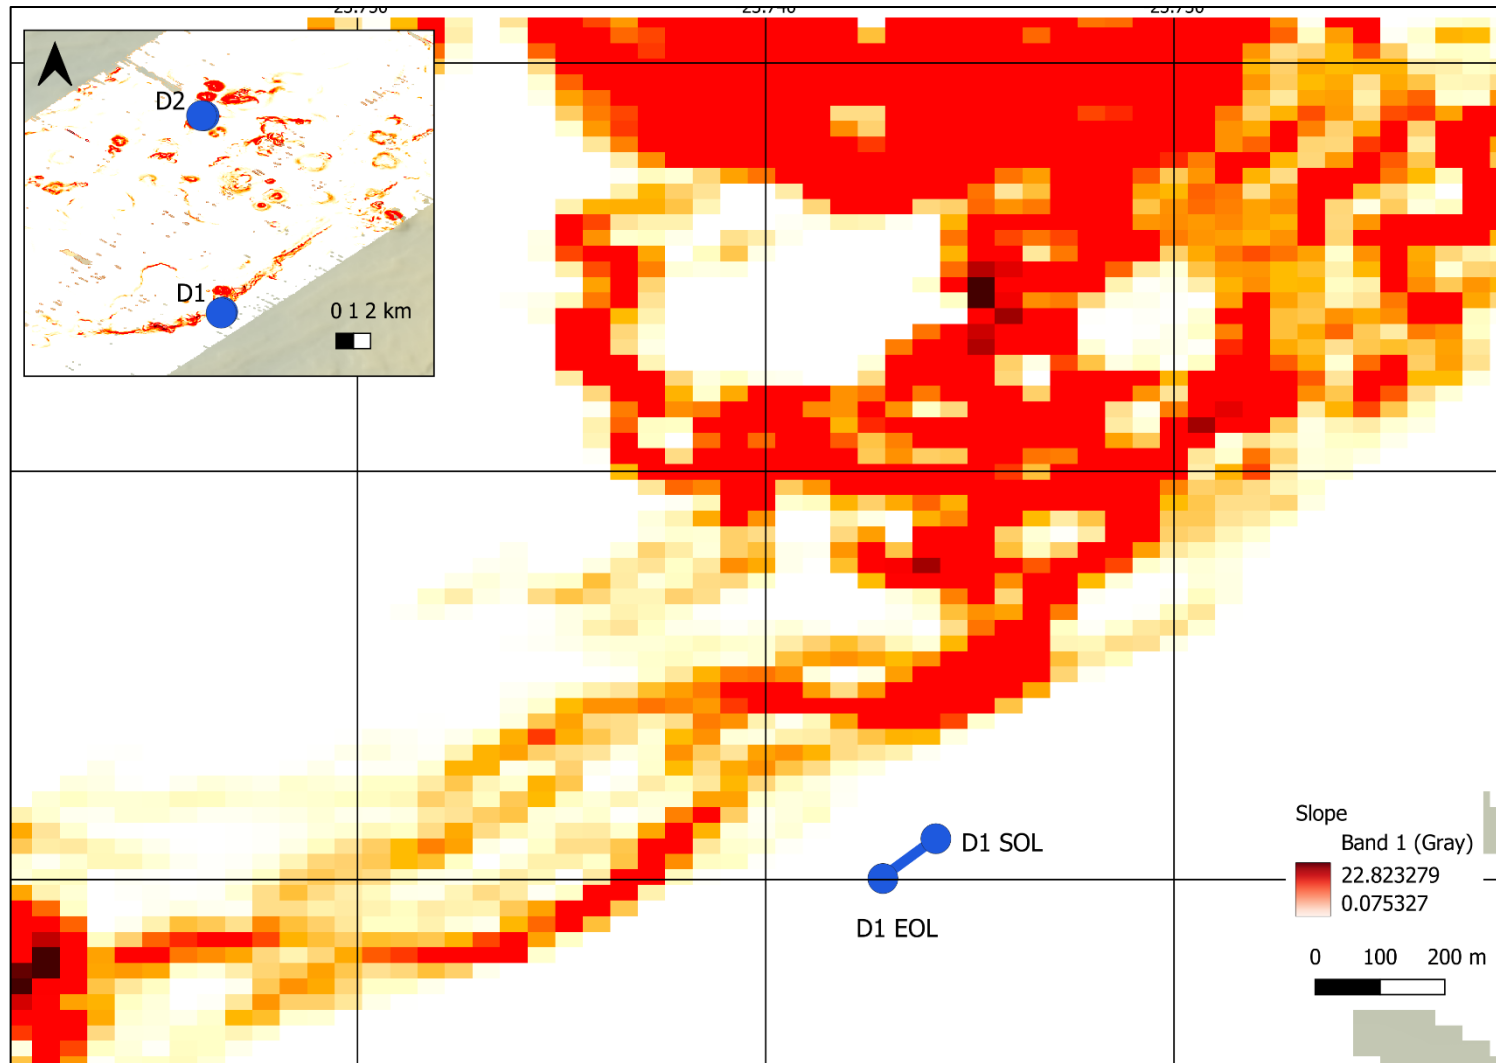 D2
D1
0 1 2 km
D1 SOL
D1 EOL
Slope
Band 1 (Gray)
22.823279
0.075327
0 100 200 m